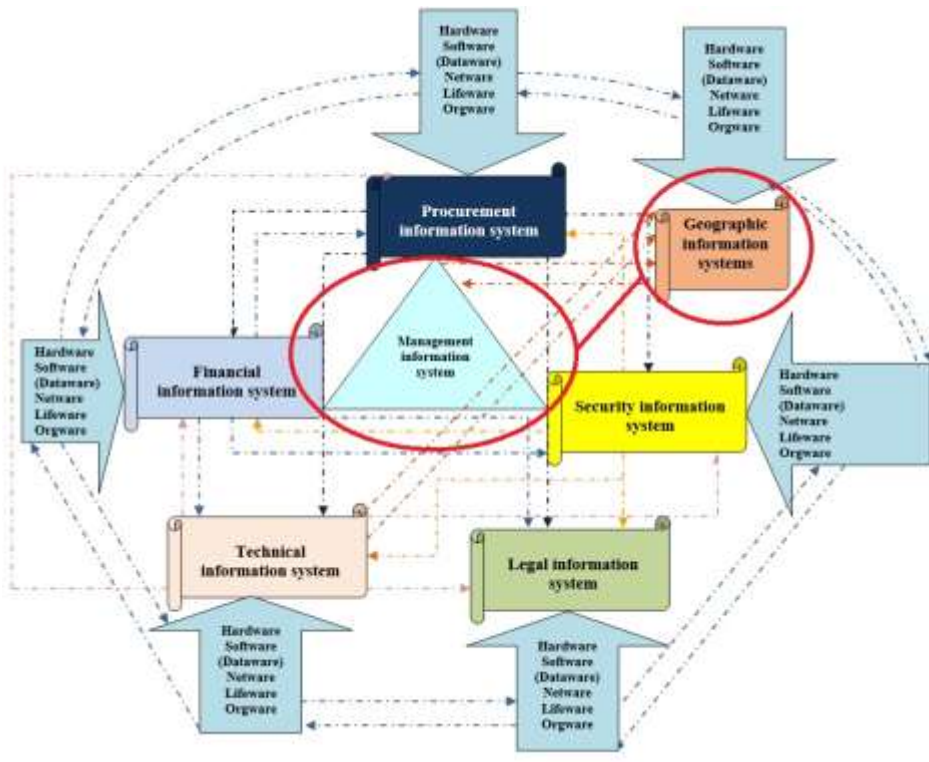 Hardware
Software
(Dataware)
Netware
Lifeware
Orgware
Hardware
Software
(Dataware)
Netware
Lifeware
Orgware
Procurement
information system
Geographic
information
systems
Management
information
system
Hardware
Software
(Dataware)
Netware
Lifeware
Orgware
Financial
information system
Security information
system
Hardware
Software
(Dataware)
Netware
Lifeware
Orgware
Technical
information system
Legal information
system
Hardware
Software
(Dataware)
Netware
Lifeware
Orgware
Hardware
Software
(Dataware)
Netware
Lifeware
Orgware